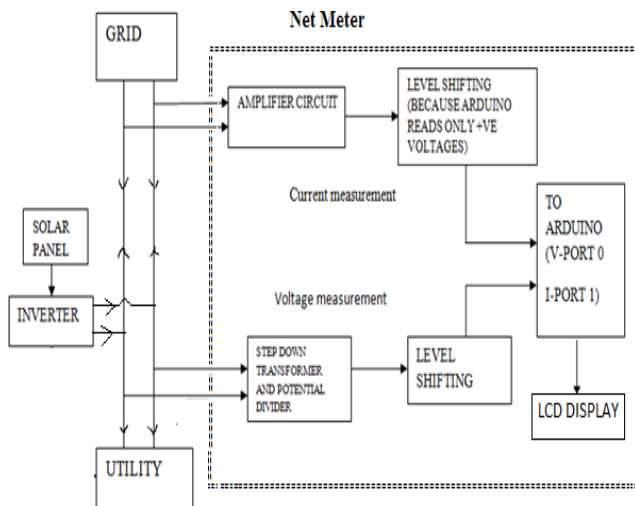 Net Meter
GRID
AMPLIFIER CIRCUIT
LEVEL SHIFTING
(BECAUSE ARDUINO
READS ONLY +VE
VOLTAGES)
Current measurement
SOLAR
PANEL
TO
ARDUINO
(V-PORT 0
I-PORT 1)
INVERTER
Voltage measurement
STEP DOWN
TRANSFORMER
AND POTENTIAL
DIVIDER
LEVEL
SHIFTING
LCD DISPLAY
UTILITY